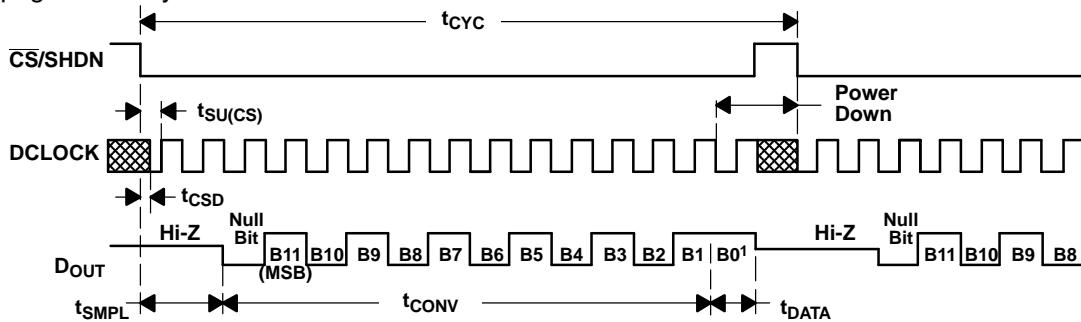 tCYC
CS/SHDN
tSU(CS)
Power
Down
DCLOCK
tCSD
Hi-Z
Null
Bit
Hi-Z
Null
Bit
DOUT
B11
(MSB)
B10 B9 B8 B7 B6 B5 B4 B3 B2 B1 B0¹
B11 B10 B9 B8
tSMPL
tCONV
tDATA